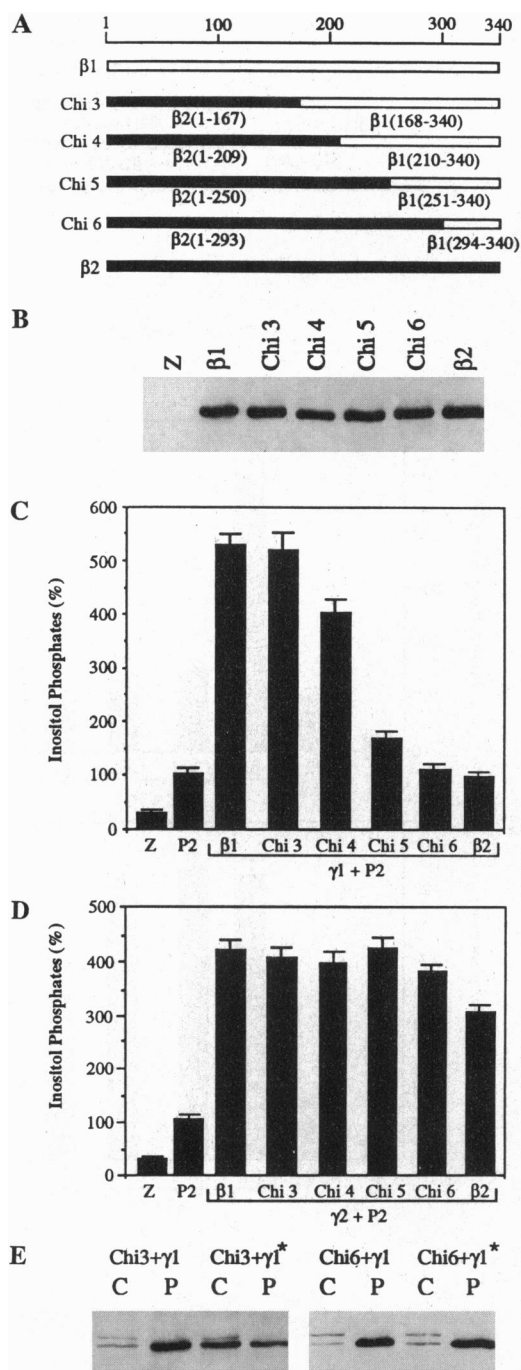 A
1 100 200 300 340
β1
Chi 3
β2(1-167) β1(168-340)
Chi 4
β2(1-209) β1(210-340)
Chi 5
β2(1-250) β1(251-340)
Chi 6
β2(1-293) β1(294-340)
β2
B
Z β1 Chi 3 Chi 4 Chi 5 Chi 6 β2
C
Inositol Phosphates (%)
600
500
400
300
200
100
0
Z P2 β1 Chi 3 Chi 4 Chi 5 Chi 6 β2
γ1 + P2
D
Inositol Phosphates (%)
500
400
300
200
100
0
Z P2 β1 Chi 3 Chi 4 Chi 5 Chi 6 β2
γ2 + P2
E
Chi3+γ1 Chi3+γ1* Chi6+γ1 Chi6+γ1*
C P C P C P C P